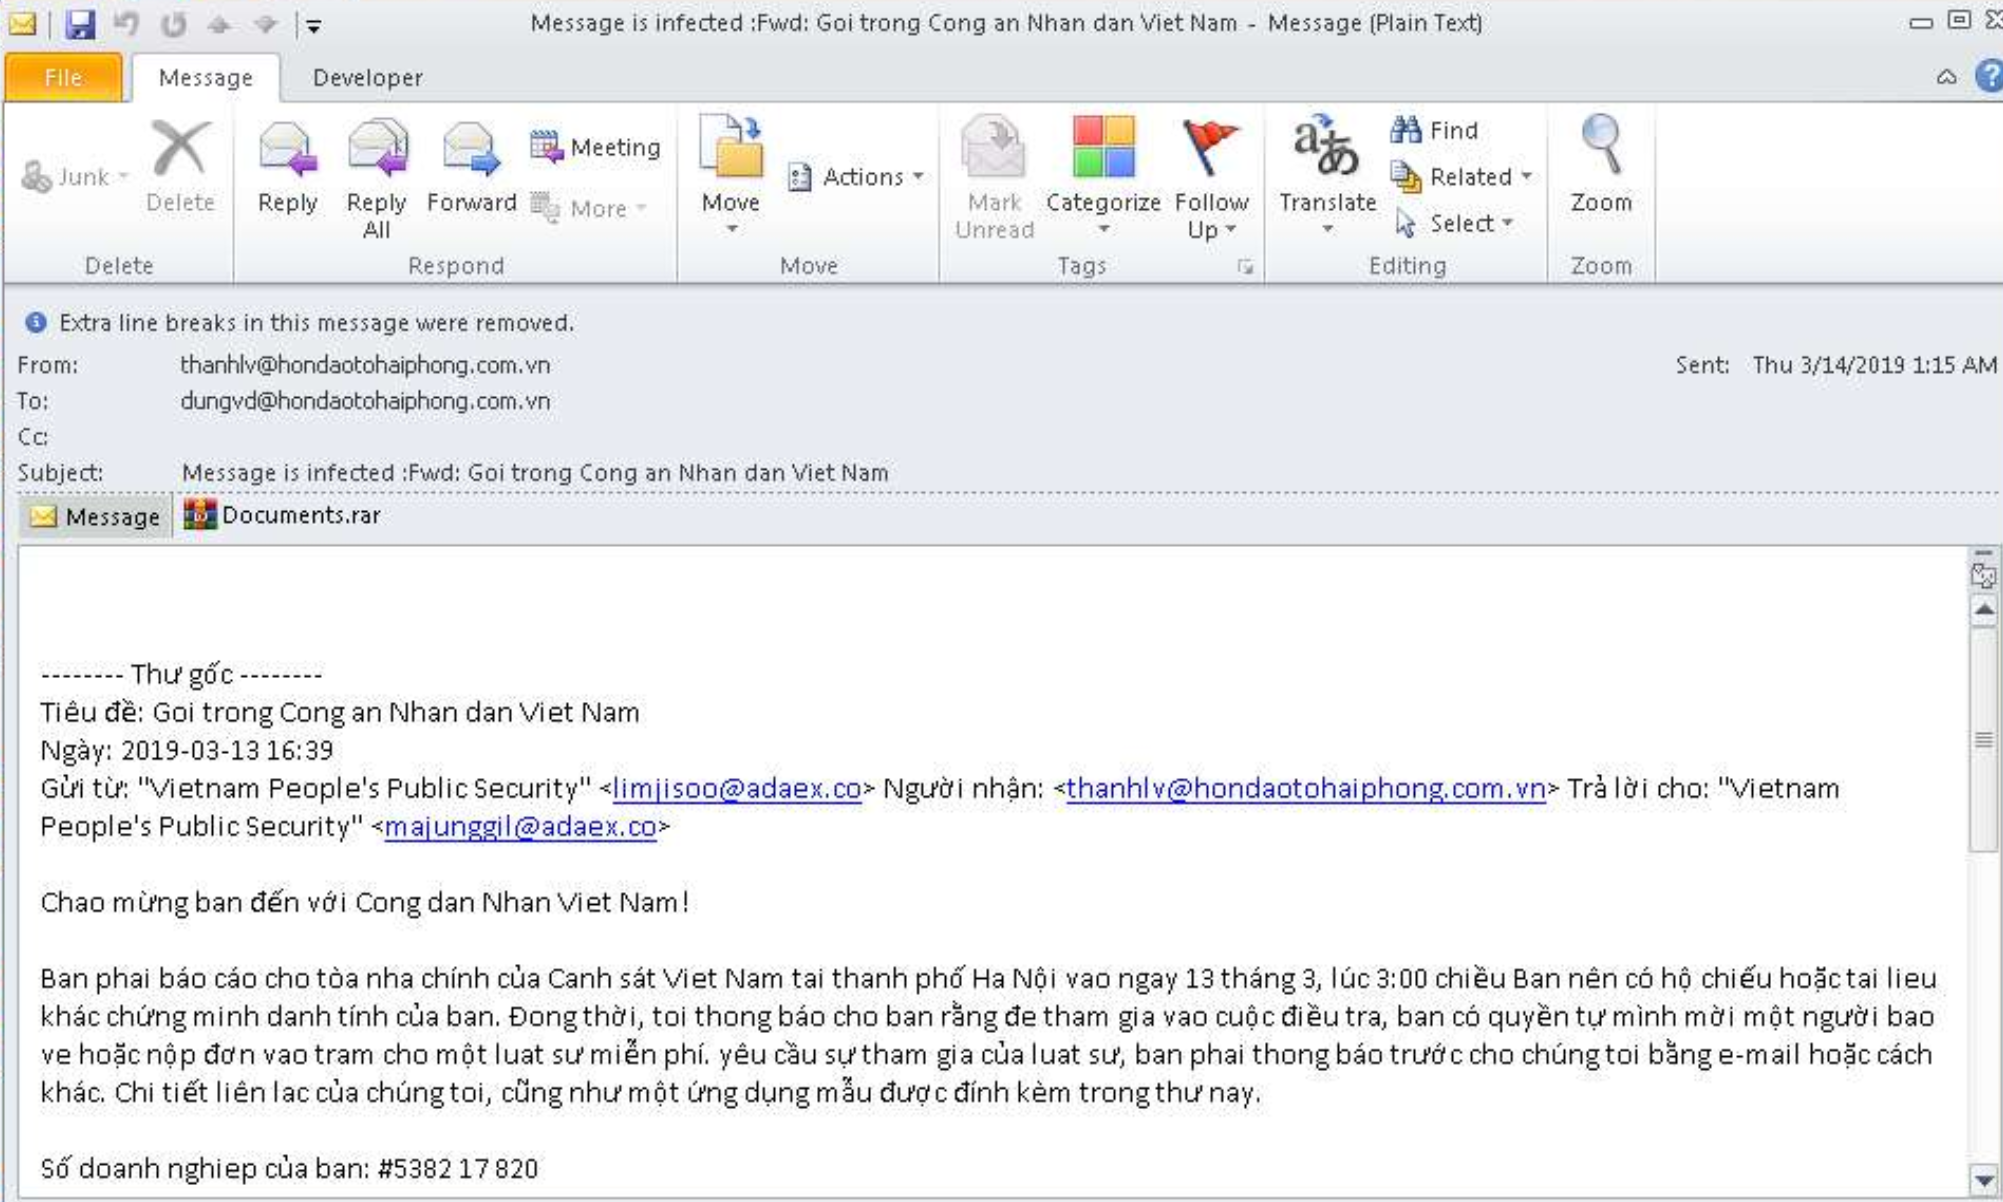 Message is infected :Fwd: Goi trong Cong an Nhan dan Viet Nam - Message (Plain Text)
File Message Developer
Junk Delete
Delete
Reply Reply All Forward Meeting More
Respond
Move Actions
Move
Mark Unread Categorize Follow Up
Tags
Translate Find Related Select
Editing
Zoom
Zoom
Extra line breaks in this message were removed.
From: thanhlv@hondaotohaiphong.com.vn Sent: Thu 3/14/2019 1:15 AM
To: dungvd@hondaotohaiphong.com.vn
Cc:
Subject: Message is infected :Fwd: Goi trong Cong an Nhan dan Viet Nam
Message Documents.rar
-------- Thư gốc --------
Tiêu đề: Goi trong Cong an Nhan dan Viet Nam
Ngày: 2019-03-13 16:39
Gửi từ: "Vietnam People's Public Security" <limjisoo@adaex.co> Người nhận: <thanhlv@hondaotohaiphong.com.vn> Trả lời cho: "Vietnam
People's Public Security" <majunggil@adaex.co>
Chao mừng ban đến với Cong dan Nhan Viet Nam!
Ban phai báo cáo cho tòa nha chính của Canh sát Viet Nam tai thanh phố Ha Nội vao ngay 13 tháng 3, lúc 3:00 chiều Ban nên có hộ chiếu hoặc tai lieu
khác chứng minh danh tính của ban. Đong thời, toi thong báo cho ban rằng đe tham gia vao cuộc điều tra, ban có quyền tự mình mời một người bao
ve hoặc nộp đơn vao tram cho một luat sư miễn phí. yêu cầu sự tham gia của luat sư, ban phai thong báo trước cho chúng toi bằng e-mail hoặc cách
khác. Chi tiết liên lac của chúng toi, cũng như một ứng dụng mẫu được đính kèm trong thư nay.
Số doanh nghiep của ban: #5382 17 820